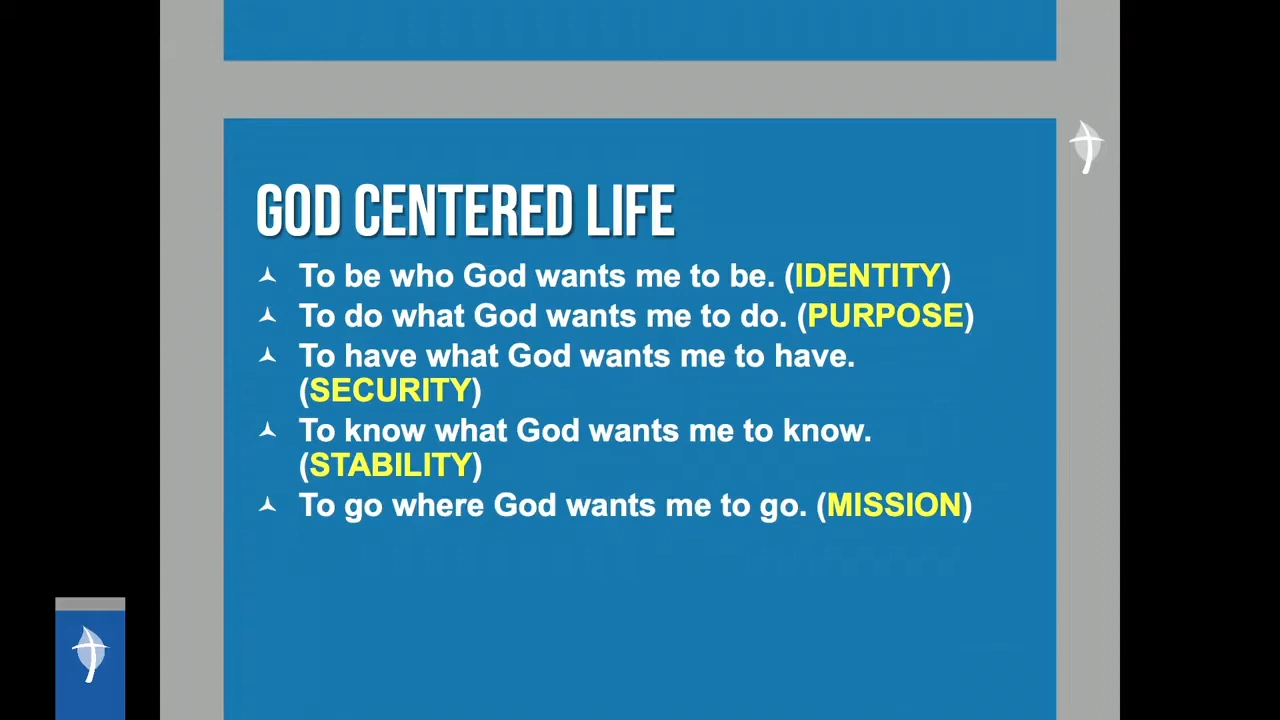 GOD CENTERED LIFE
To be who God wants me to be. (IDENTITY)
To do what God wants me to do. (PURPOSE)
To have what God wants me to have.
(SECURITY)
To know what God wants me to know.
(STABILITY)
To go where God wants me to go. (MISSION)